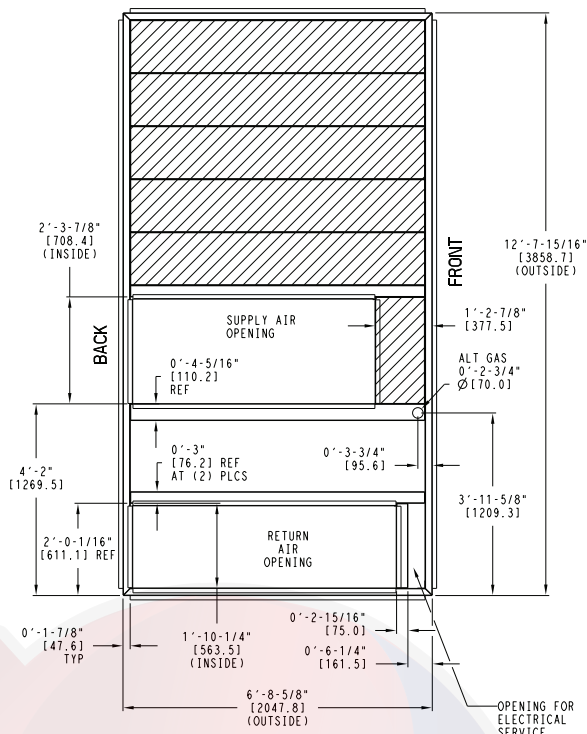 2'-3-7/8"
[708.4]
(INSIDE)
BACK
FRONT
12'-7-15/16"
[3858.7]
(OUTSIDE)
SUPPLY AIR
OPENING
1'-2-7/8"
[377.5]
0'-4-5/16"
[110.2]
REF
ALT GAS
0'-2-3/4"
Ø[70.0]
4'-2"
[1269.5]
0'-3"
[76.2] REF
AT (2) PLCS
0'-3-3/4"
[95.6]
3'-11-5/8"
[1209.3]
2'-0-1/16"
[611.1] REF
RETURN
AIR
OPENING
0'-1-7/8"
[47.6]
TYP
1'-10-1/4"
[563.5]
(INSIDE)
0'-2-15/16"
[75.0]
0'-6-1/4"
[161.5]
6'-8-5/8"
[2047.8]
(OUTSIDE)
OPENING FOR
ELECTRICAL
SERVICE